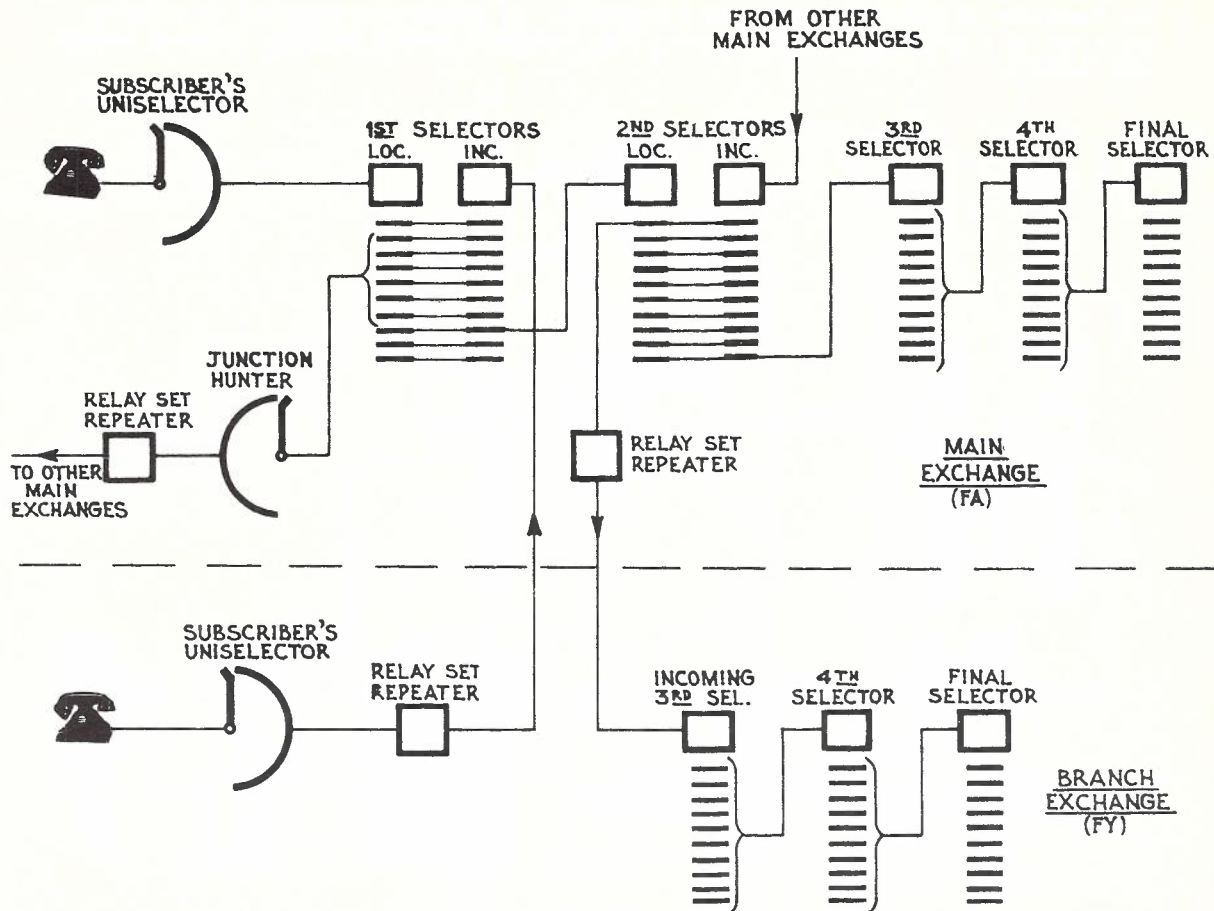 FROM OTHER
MAIN EXCHANGES
SUBSCRIBER'S
UNISELECTOR
1ST SELECTORS
LOC. INC.
2ND SELECTORS
LOC. INC.
3RD
SELECTOR
4TH
SELECTOR
FINAL
SELECTOR
JUNCTION
HUNTER
RELAY SET
REPEATER
TO OTHER
MAIN
EXCHANGES
RELAY SET
REPEATER
MAIN
EXCHANGE
(FA)
SUBSCRIBER'S
UNISELECTOR
RELAY SET
REPEATER
INCOMING
3RD SEL.
4TH
SELECTOR
FINAL
SELECTOR
BRANCH
EXCHANGE
(FY)